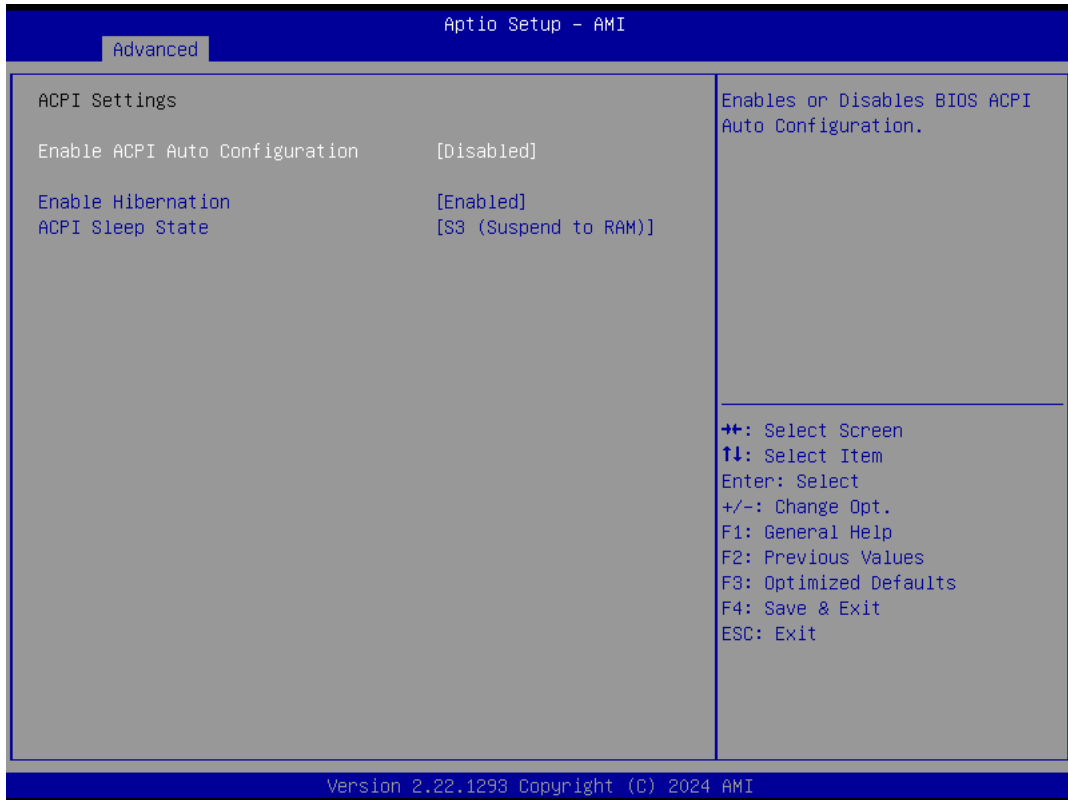 Aptio Setup – AMI
Advanced
ACPI Settings
Enable ACPI Auto Configuration [Disabled]
Enable Hibernation [Enabled]
ACPI Sleep State [S3 (Suspend to RAM)]
Enables or Disables BIOS ACPI
Auto Configuration.
→←: Select Screen
↑↓: Select Item
Enter: Select
+/-: Change Opt.
F1: General Help
F2: Previous Values
F3: Optimized Defaults
F4: Save & Exit
ESC: Exit
Version 2.22.1293 Copyright (C) 2024 AMI